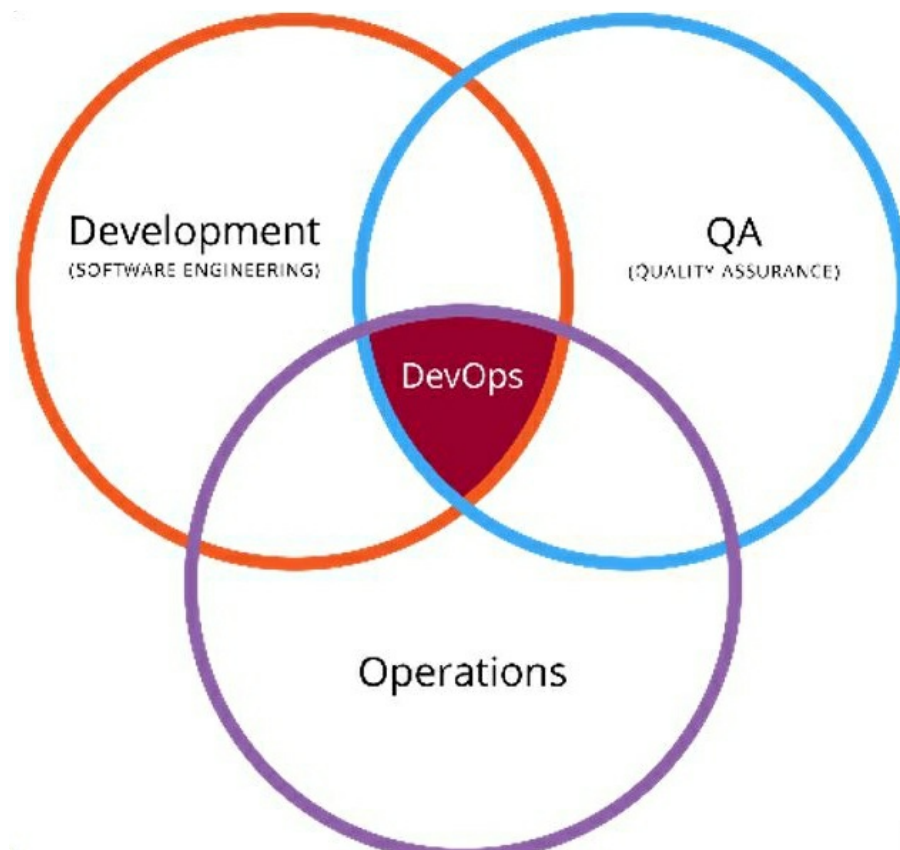 Development
(SOFTWARE ENGINEERING)
QA
(QUALITY ASSURANCE)
DevOps
Operations